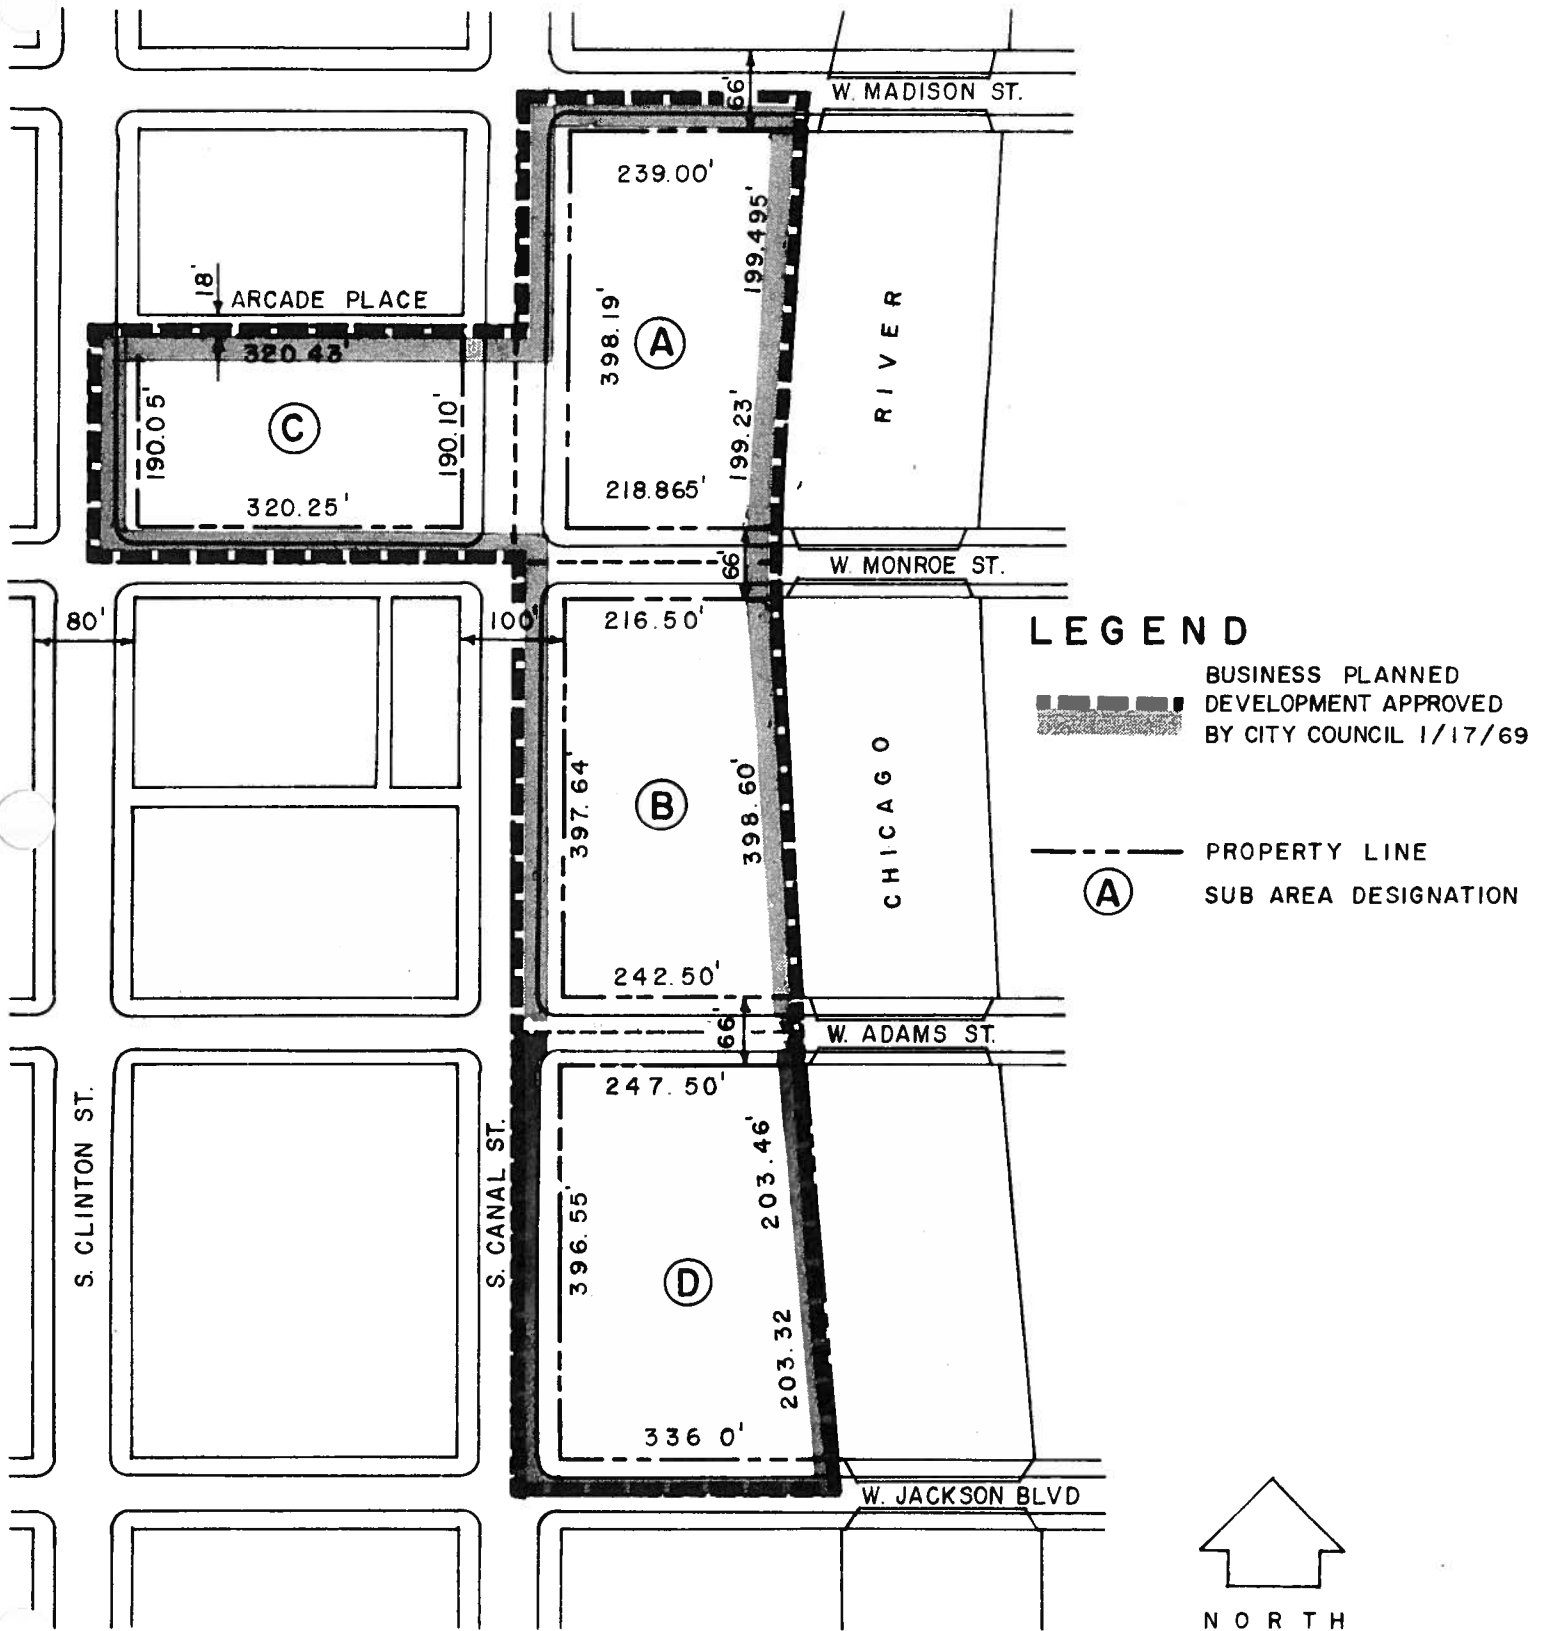 66'
W. MADISON ST.
239.00'
199.495'
18'
ARCADE PLACE
320.43'
398.19'
A
RIVER
190.05'
C
190.10'
199.23'
320.25'
218.865'
66'
W. MONROE ST.
80'
100'
216.50'
LEGEND
BUSINESS PLANNED
DEVELOPMENT APPROVED
BY CITY COUNCIL 1/17/69
397.64'
B
398.60'
CHICAGO
PROPERTY LINE
A
SUB AREA DESIGNATION
242.50'
66'
W. ADAMS ST.
247.50'
S. CLINTON ST.
S. CANAL ST.
203.46'
396.55'
D
203.32
336 0'
W. JACKSON BLVD
NORTH